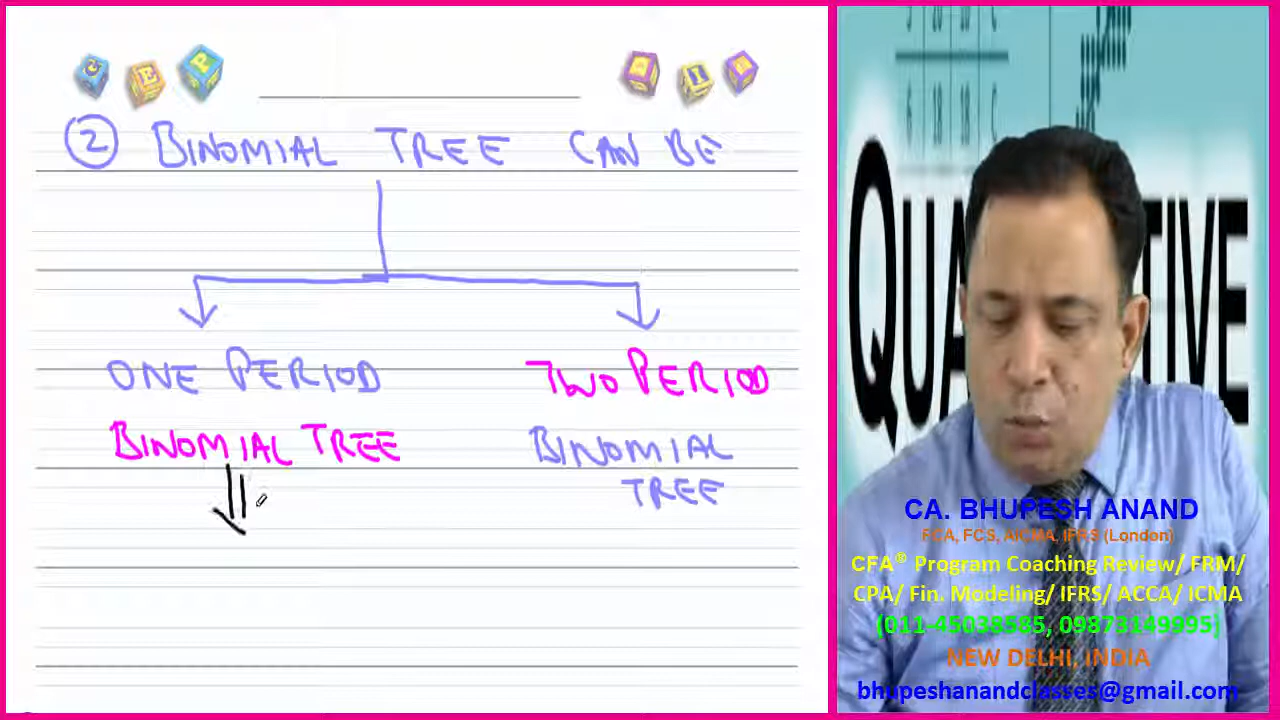 ② BINOMIAL TREE CAN BE
ONE PERIOD
BINOMIAL TREE
TWO PERIOD
BINOMIAL
TREE
QUANTITIVE
CA. BHUPESH ANAND
FCA, FCS, AICMA, IFRS (London)
CFA® Program Coaching Review/ FRM/
CPA/ Fin. Modeling/ IFRS/ ACCA/ ICMA
(011-45038585, 09873149995)
NEW DELHI, INDIA
bhupeshanandclasses@gmail.com